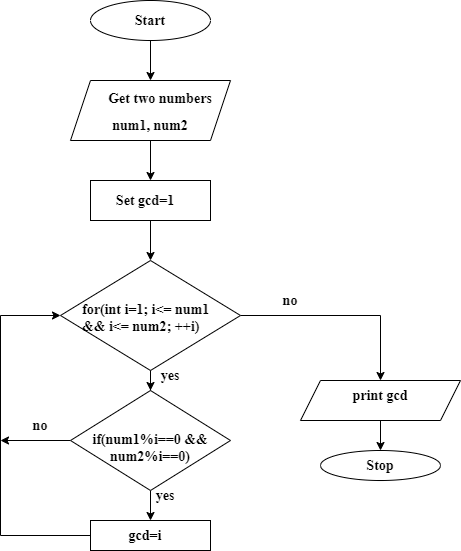 Start
Get two numbers
num1, num2
Set gcd=1
for(int i=1; i<= num1
&& i<= num2; ++i)
no
yes
print gcd
no
if(num1%i==0 &&
num2%i==0)
Stop
yes
gcd=i